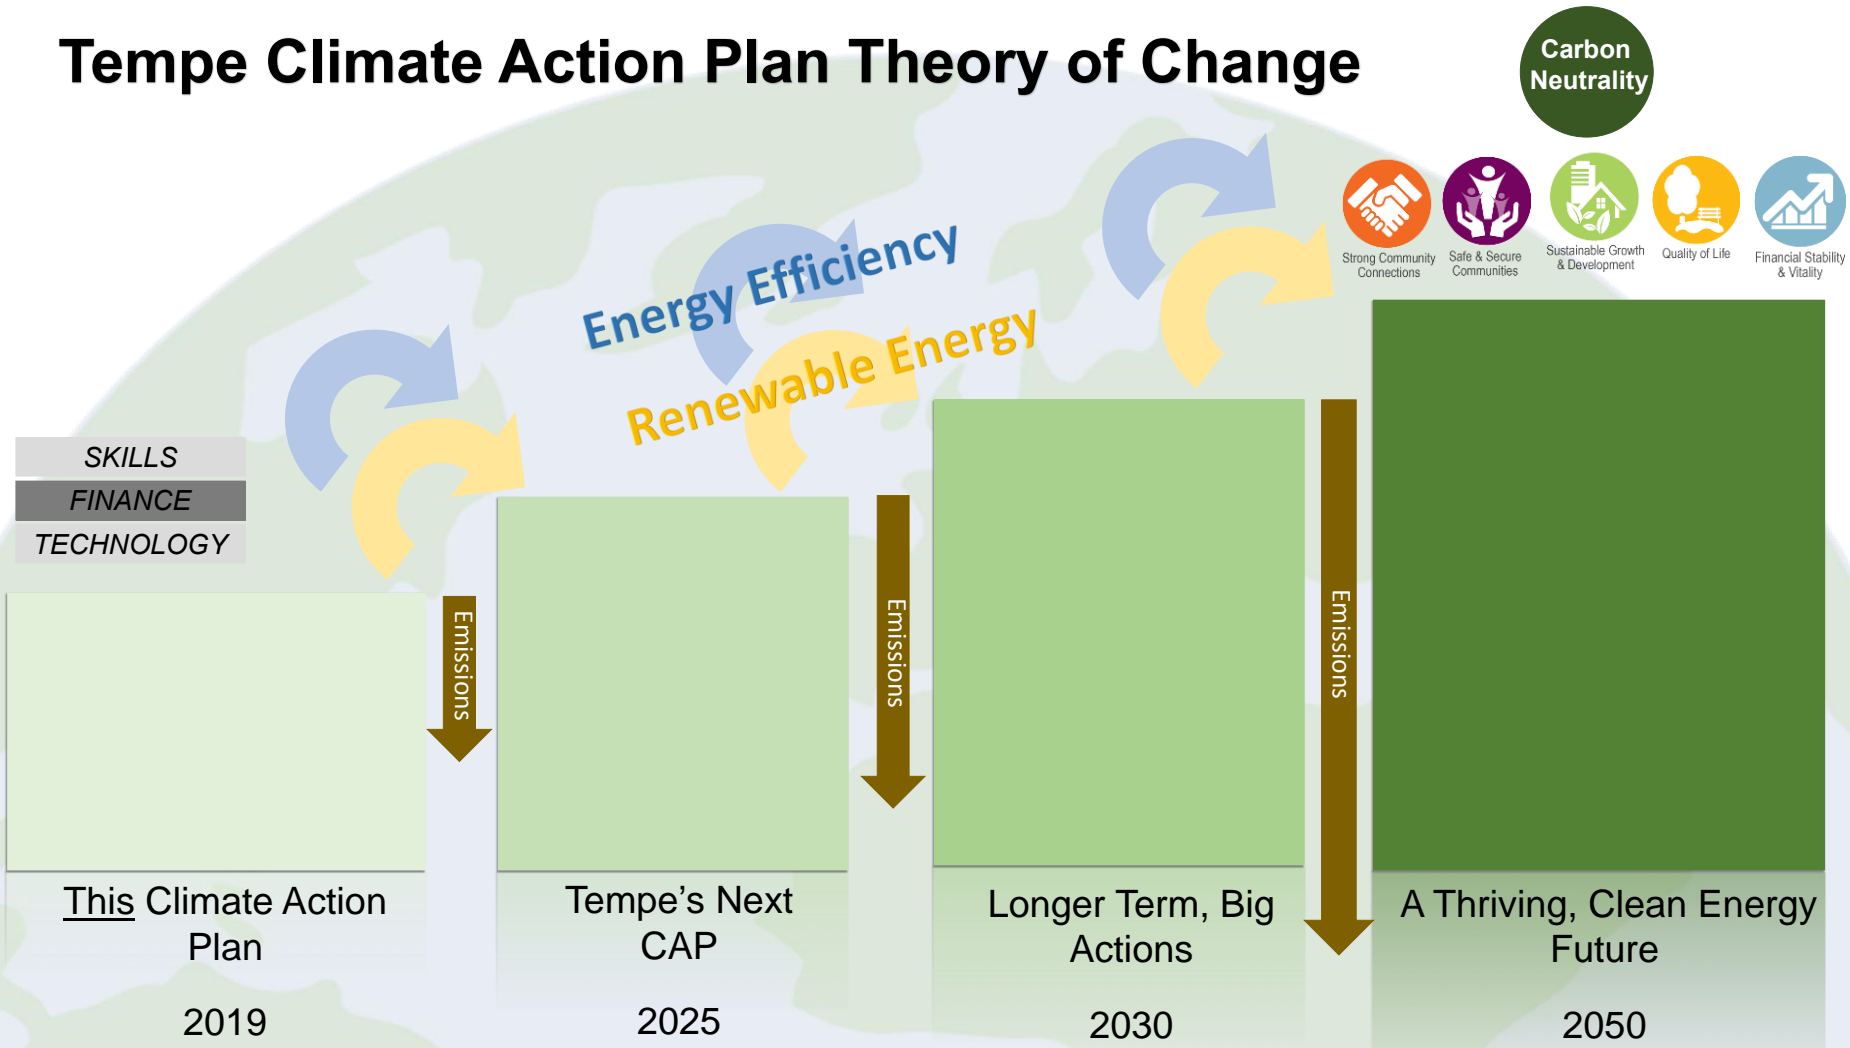 Tempe Climate Action Plan Theory of Change
Carbon
Neutrality
Strong Community
Connections
Safe & Secure
Communities
Sustainable Growth
& Development
Quality of Life
Financial Stability
& Vitality
Energy Efficiency
Renewable Energy
SKILLS
FINANCE
TECHNOLOGY
Emissions
Emissions
Emissions
This Climate Action
Plan
2019
Tempe’s Next
CAP
2025
Longer Term, Big
Actions
2030
A Thriving, Clean Energy
Future
2050